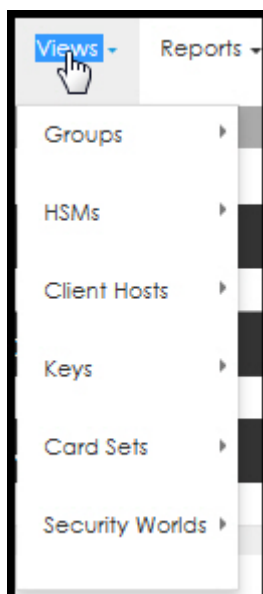 Views Reports
Groups
HSMs
Client Hosts
Keys
Card Sets
Security Worlds